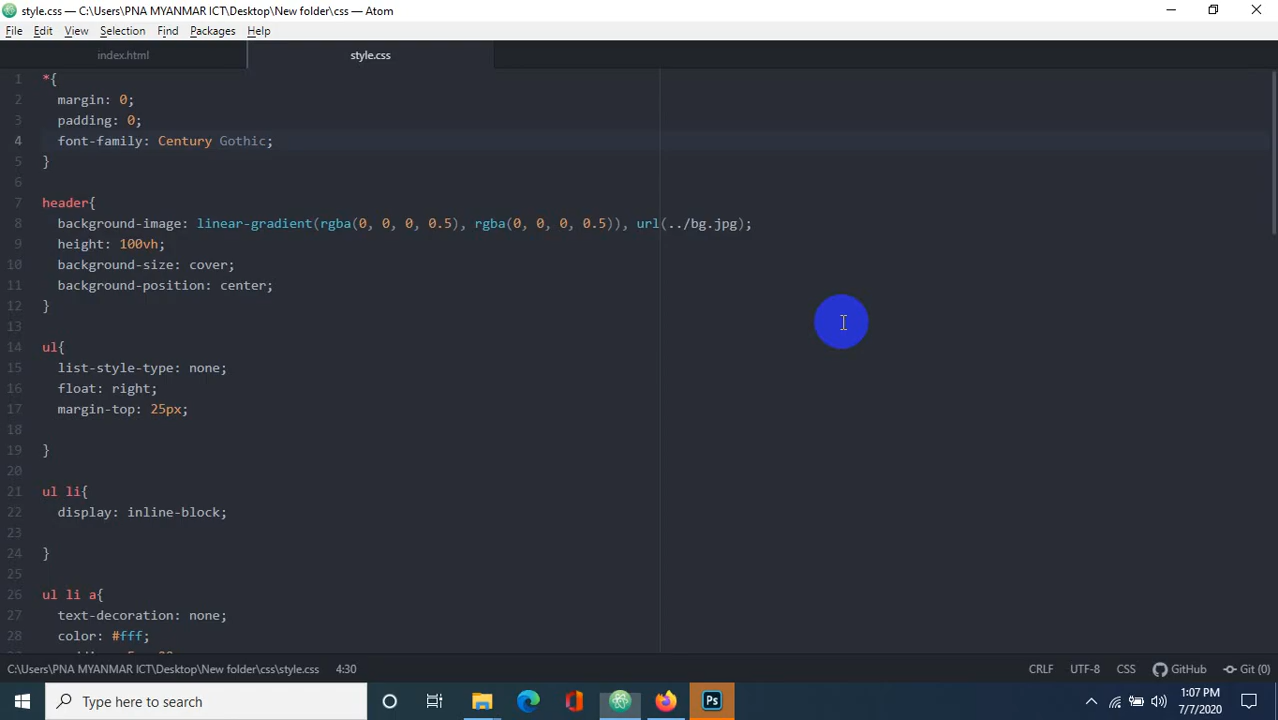 style.css — C:\Users\PNA MYANMAR ICT\Desktop\New folder\css — Atom
File Edit View Selection Find Packages Help
index.html style.css
1 *{
2 margin: 0;
3 padding: 0;
4 font-family: Century Gothic;
5 }
6
7 header{
8 background-image: linear-gradient(rgba(0, 0, 0, 0.5), rgba(0, 0, 0, 0.5)), url(../bg.jpg);
9 height: 100vh;
10 background-size: cover;
11 background-position: center;
12 }
13
14 ul{
15 list-style-type: none;
16 float: right;
17 margin-top: 25px;
18
19 }
20
21 ul li{
22 display: inline-block;
23
24 }
25
26 ul li a{
27 text-decoration: none;
28 color: #fff;
C:\Users\PNA MYANMAR ICT\Desktop\New folder\css\style.css 4:30 CRLF UTF-8 CSS GitHub Git (0)
Type here to search Ps 1:07 PM
7/7/2020